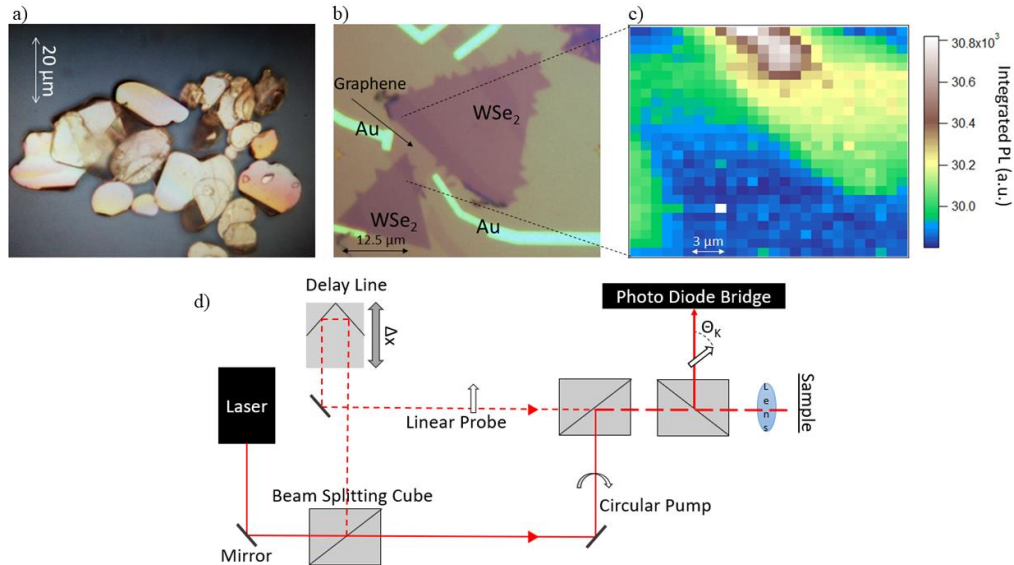 a)
20 μm
b)
Graphene
Au
WSe₂
WSe₂
Au
12.5 μm
c)
3 μm
30.8x10³
30.6
30.4
30.2
30.0
Integrated PL (a.u.)
d)
Delay Line
Δx
Photo Diode Bridge
Θ_K
Laser
Linear Probe
Lens
Sample
Beam Splitting Cube
Circular Pump
Mirror